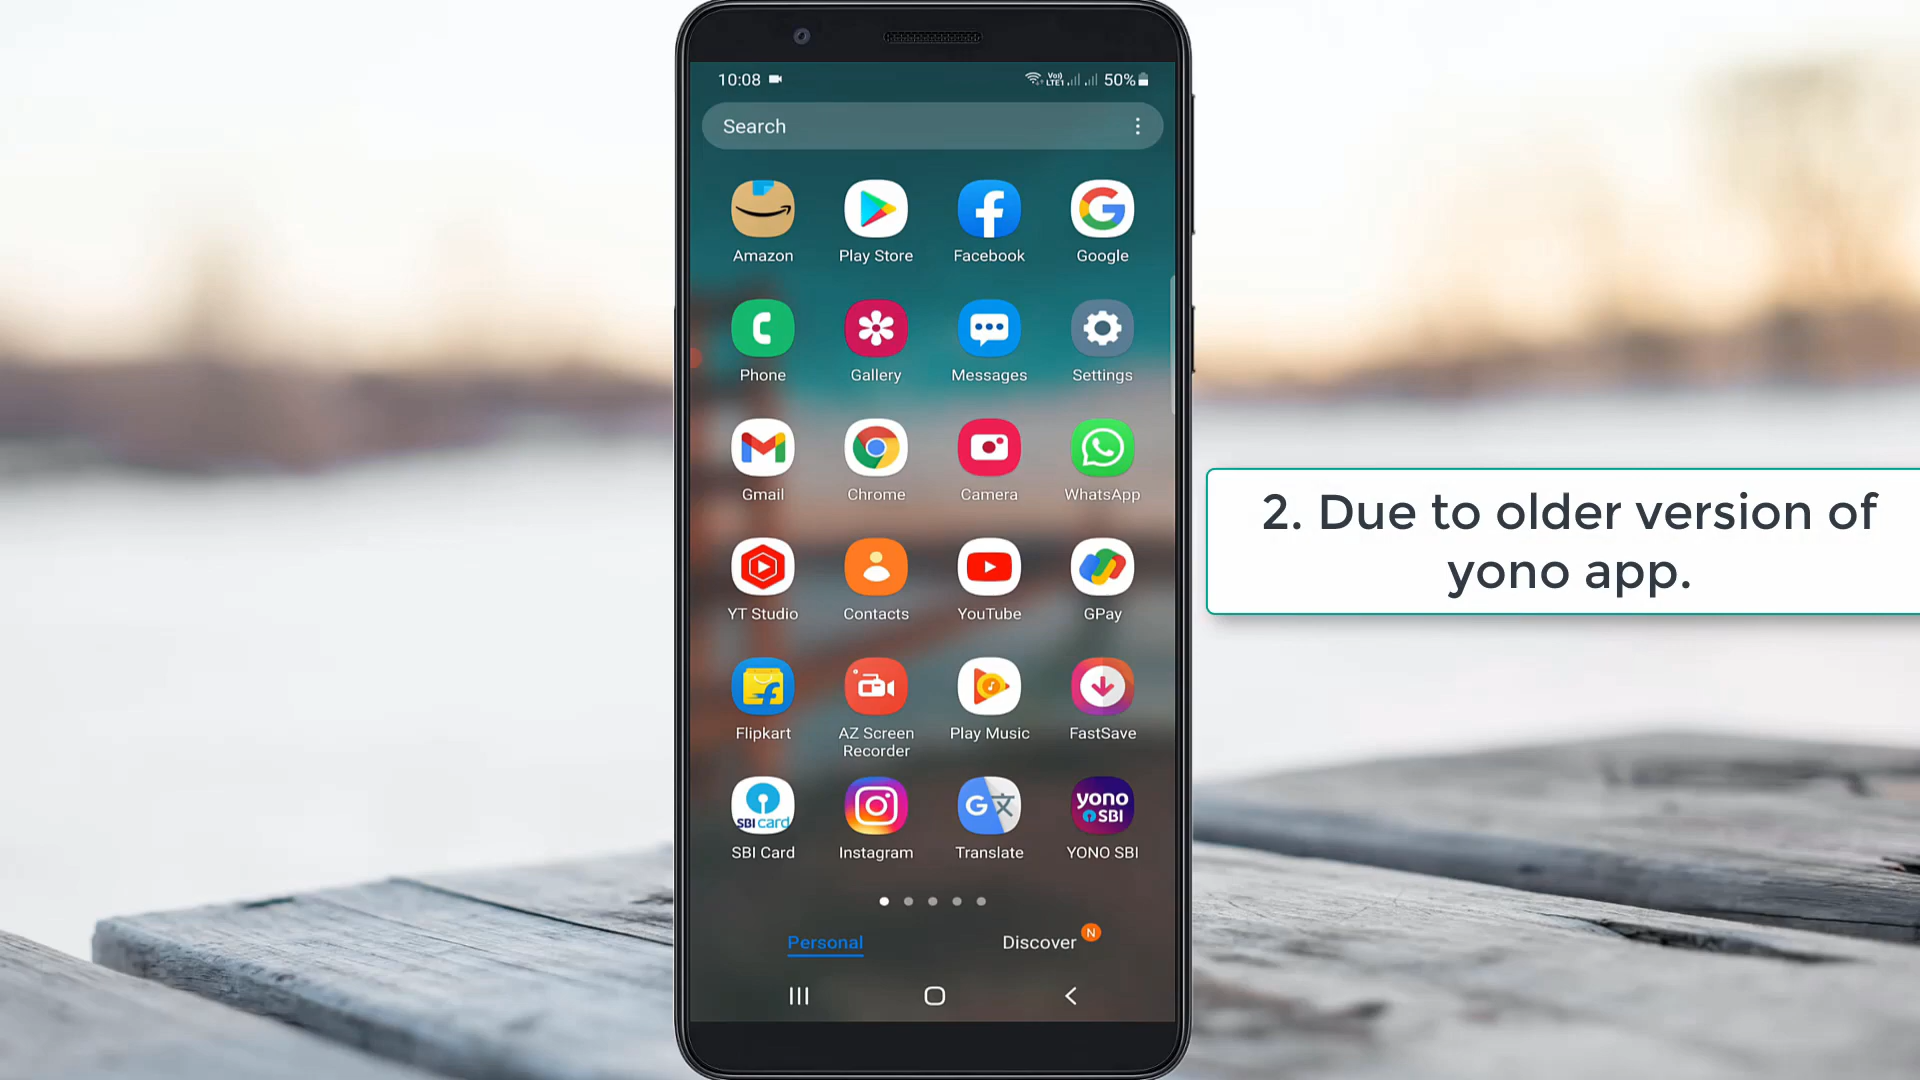 10:08
Vo)) LTE1 50%
Search
Amazon Play Store Facebook Google
Phone Gallery Messages Settings
Gmail Chrome Camera WhatsApp
YT Studio Contacts YouTube GPay
Flipkart AZ Screen Recorder Play Music FastSave
SBI card
yono SBI
SBI Card Instagram Translate YONO SBI
N
Personal Discover
2. Due to older version of
yono app.